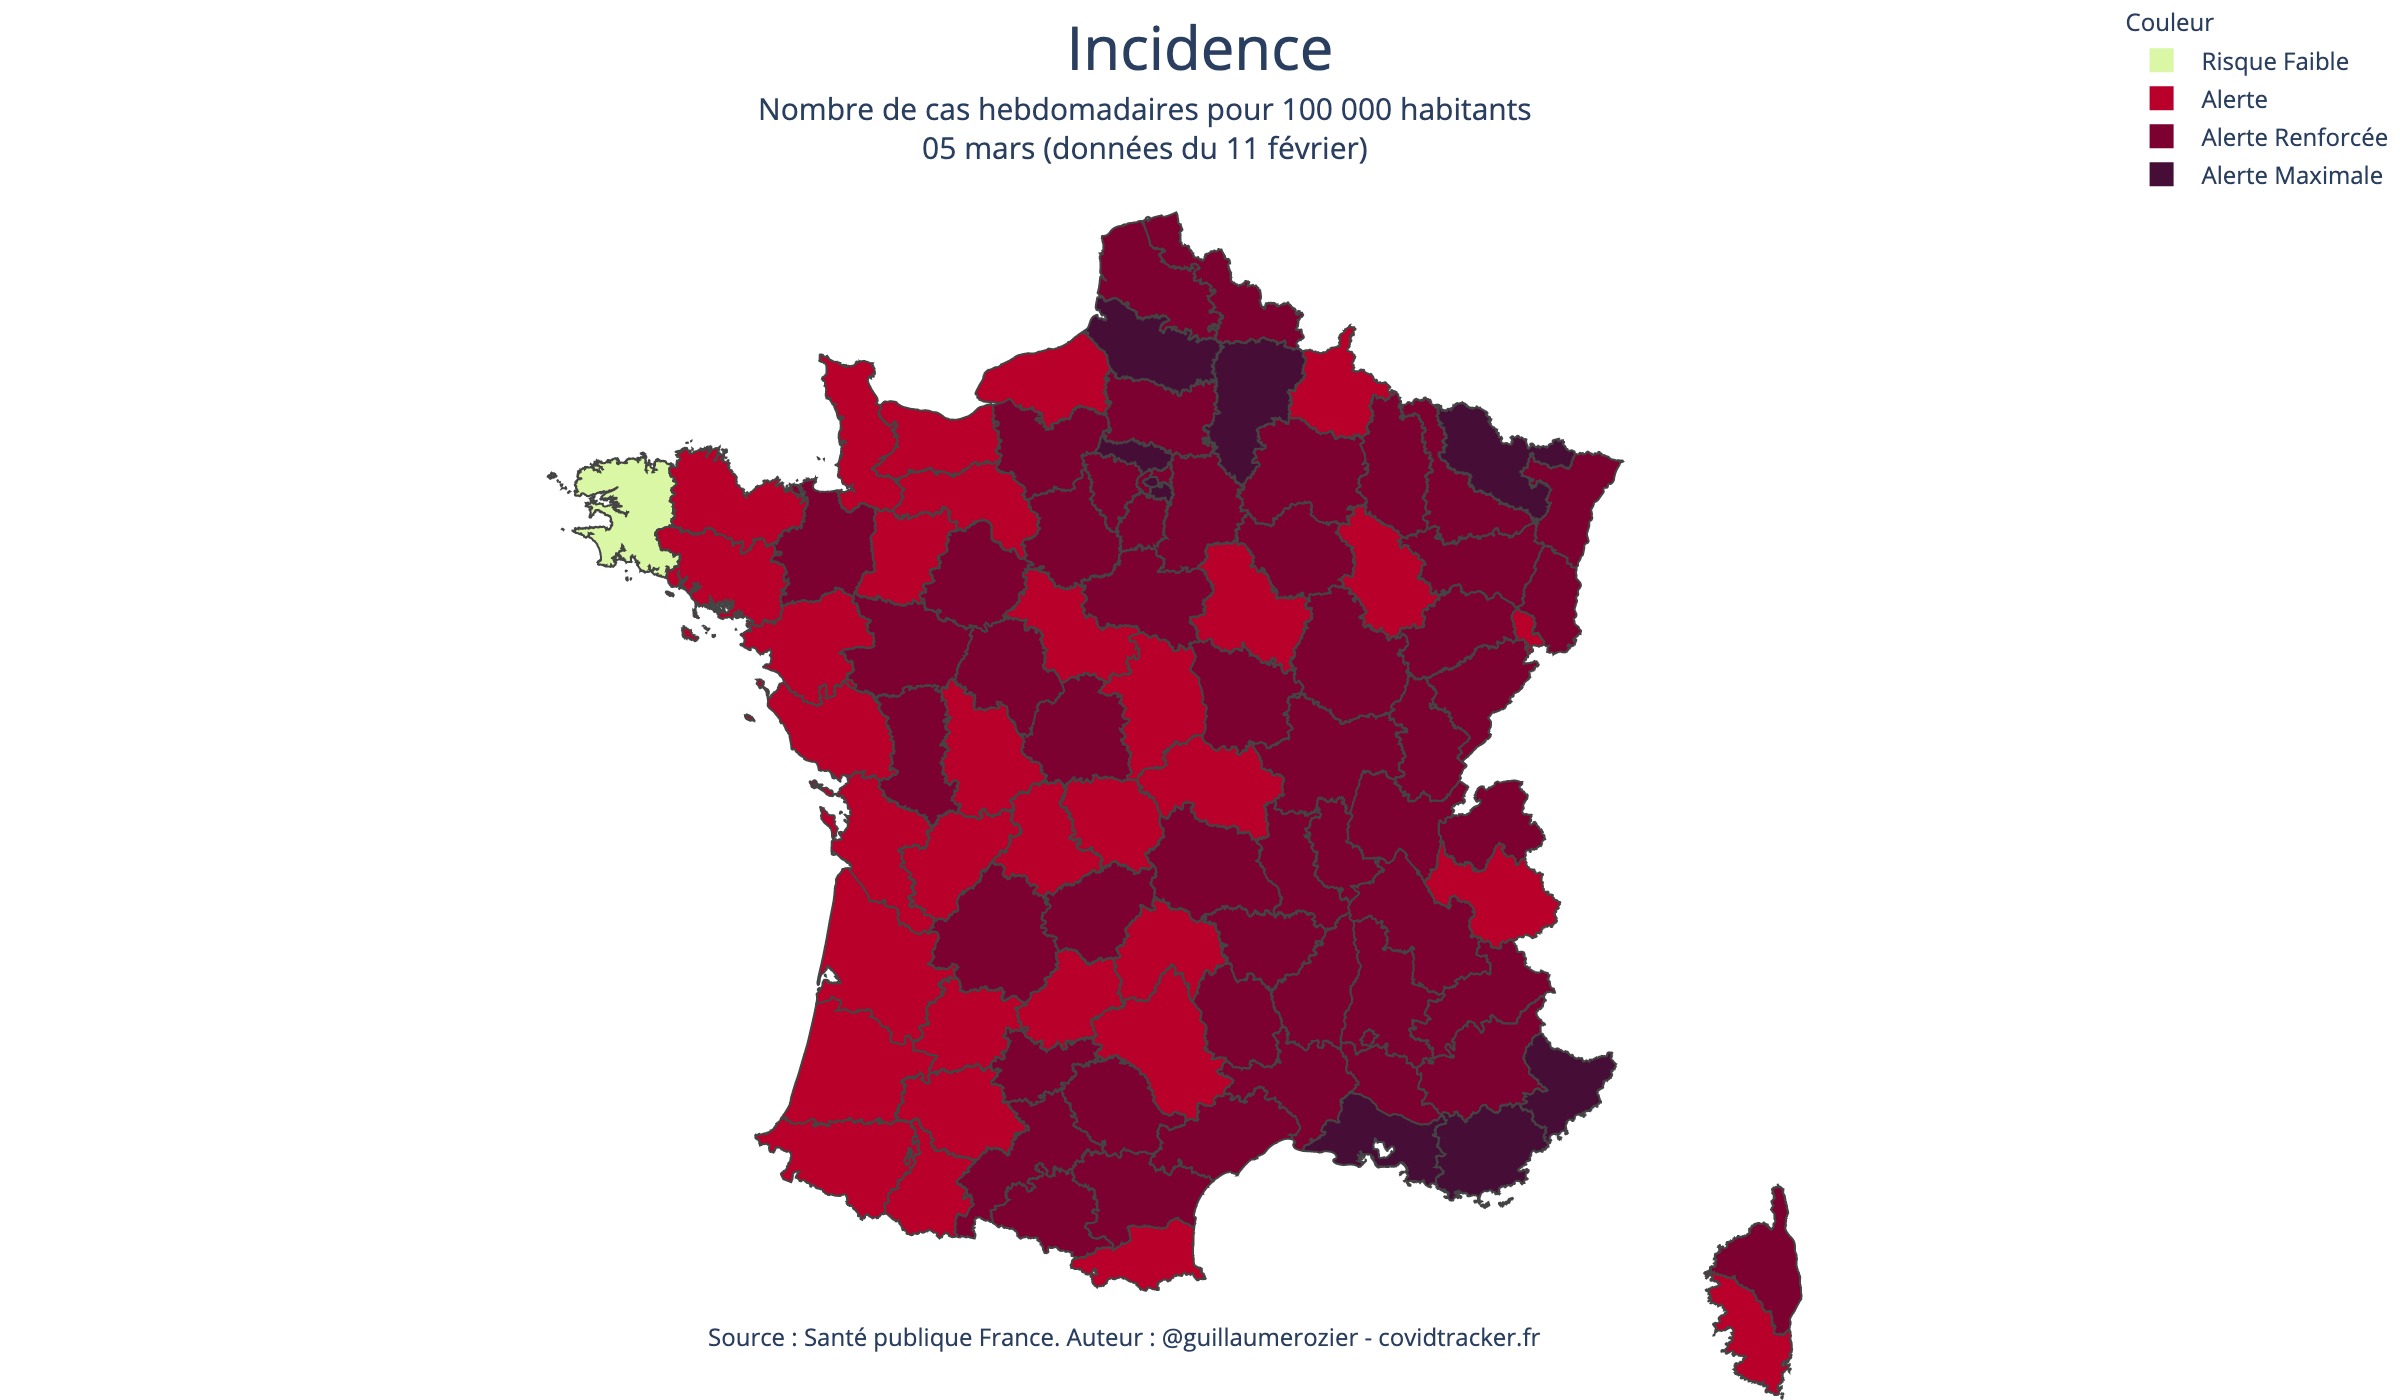 Incidence
Nombre de cas hebdomadaires pour 100 000 habitants
05 mars (données du 11 février)
Couleur
Risque Faible
Alerte
Alerte Renforcée
Alerte Maximale
Source : Santé publique France. Auteur : @guillaumerozier - covidtracker.fr